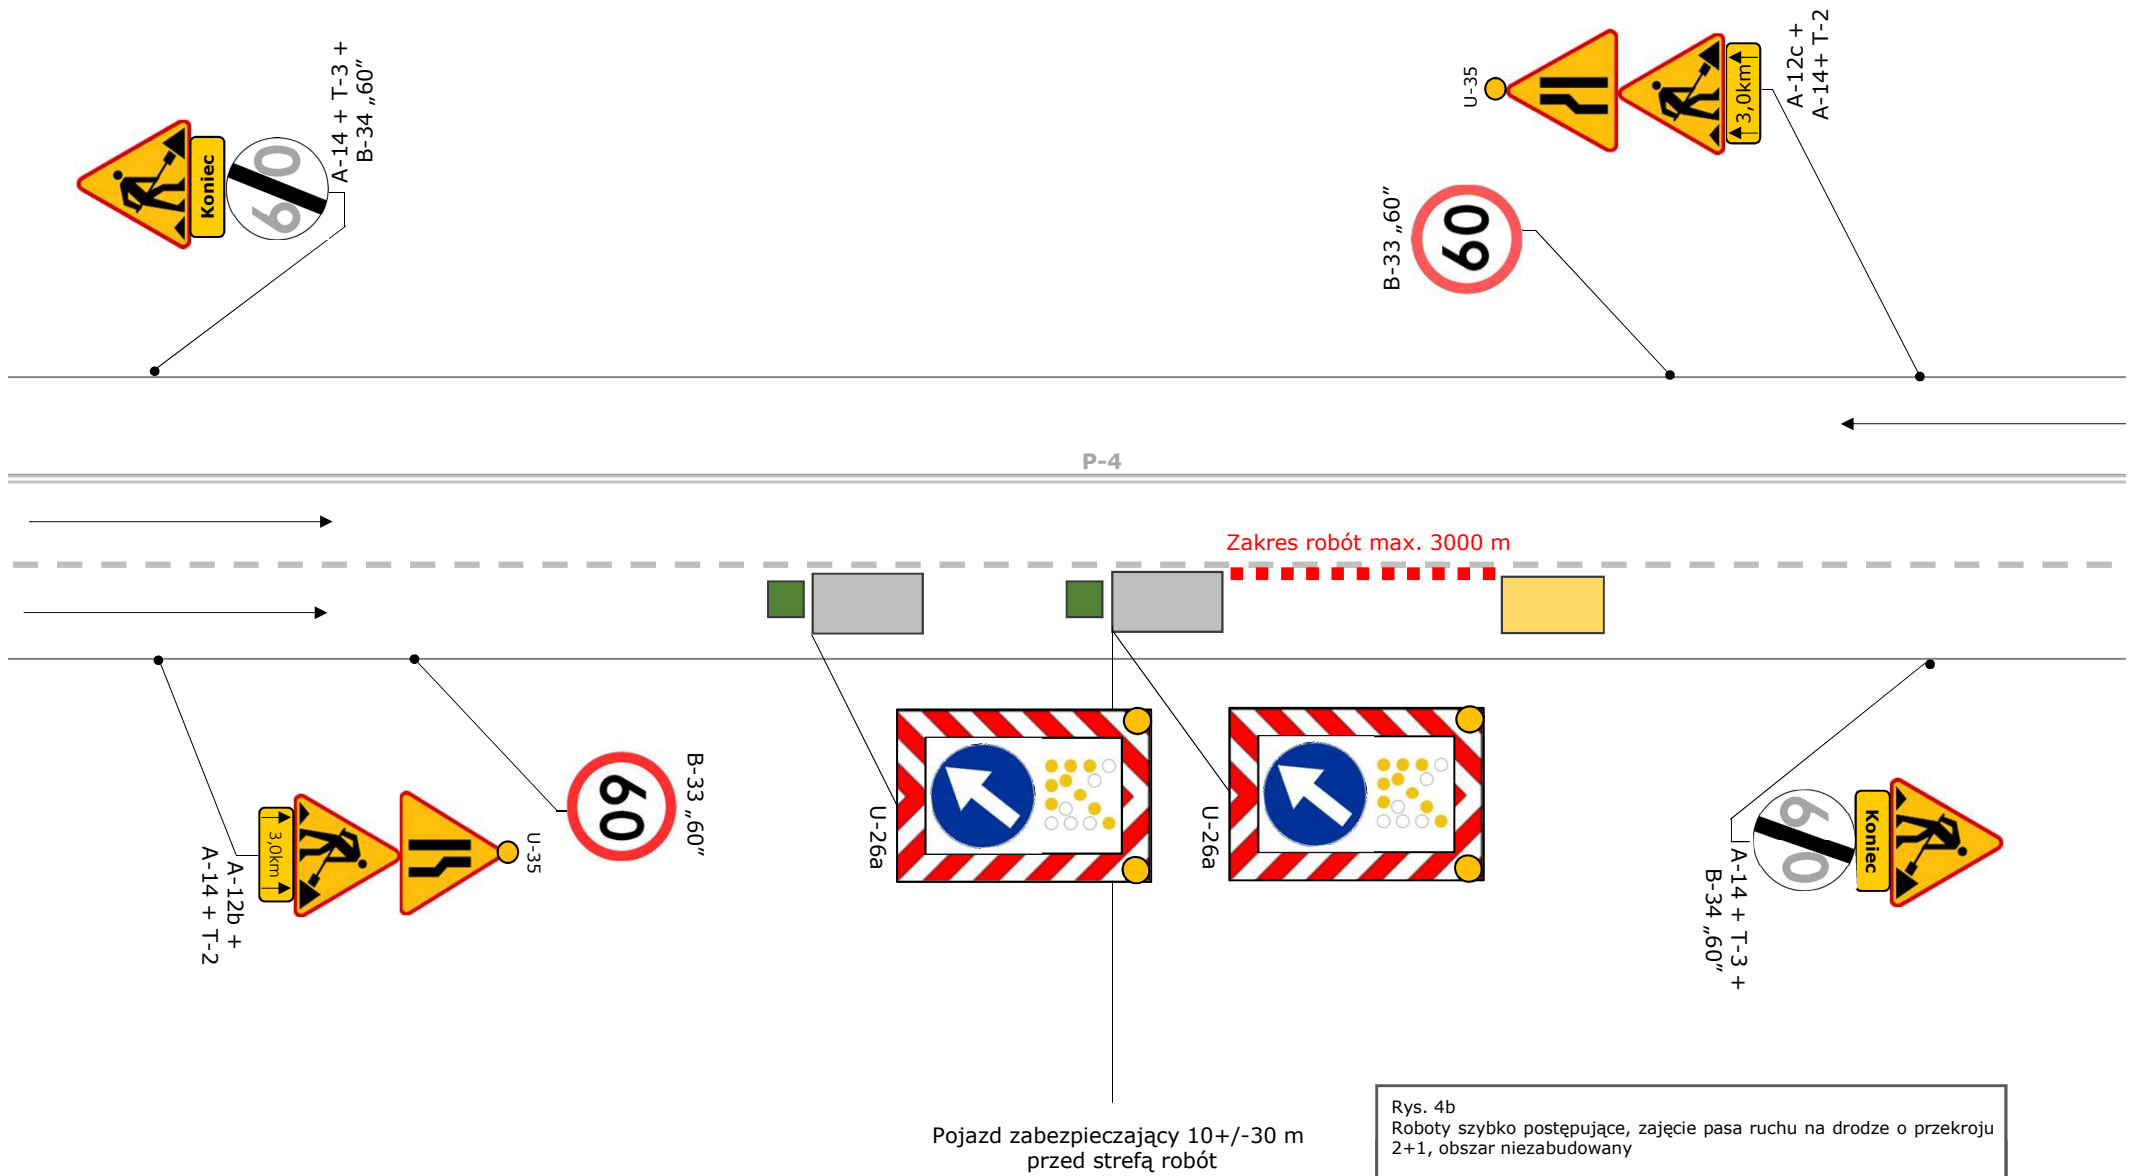 A-14 + T-3 +
B-34 „60”
Koniec
60
U-35
3,0km
A-12c +
A-14+ T-2
B-33 „60”
60
P-4
Zakres robót max. 3000 m
A-12b +
A-14 + T-2
3,0km
U-35
60
B-33 „60”
U-26a
U-26a
A-14 + T-3 +
B-34 „60”
60
Koniec
Pojazd zabezpieczający 10+/-30 m
przed strefą robót
Rys. 4b
Roboty szybko postępujące, zajęcie pasa ruchu na drodze o przekroju
2+1, obszar niezabudowany